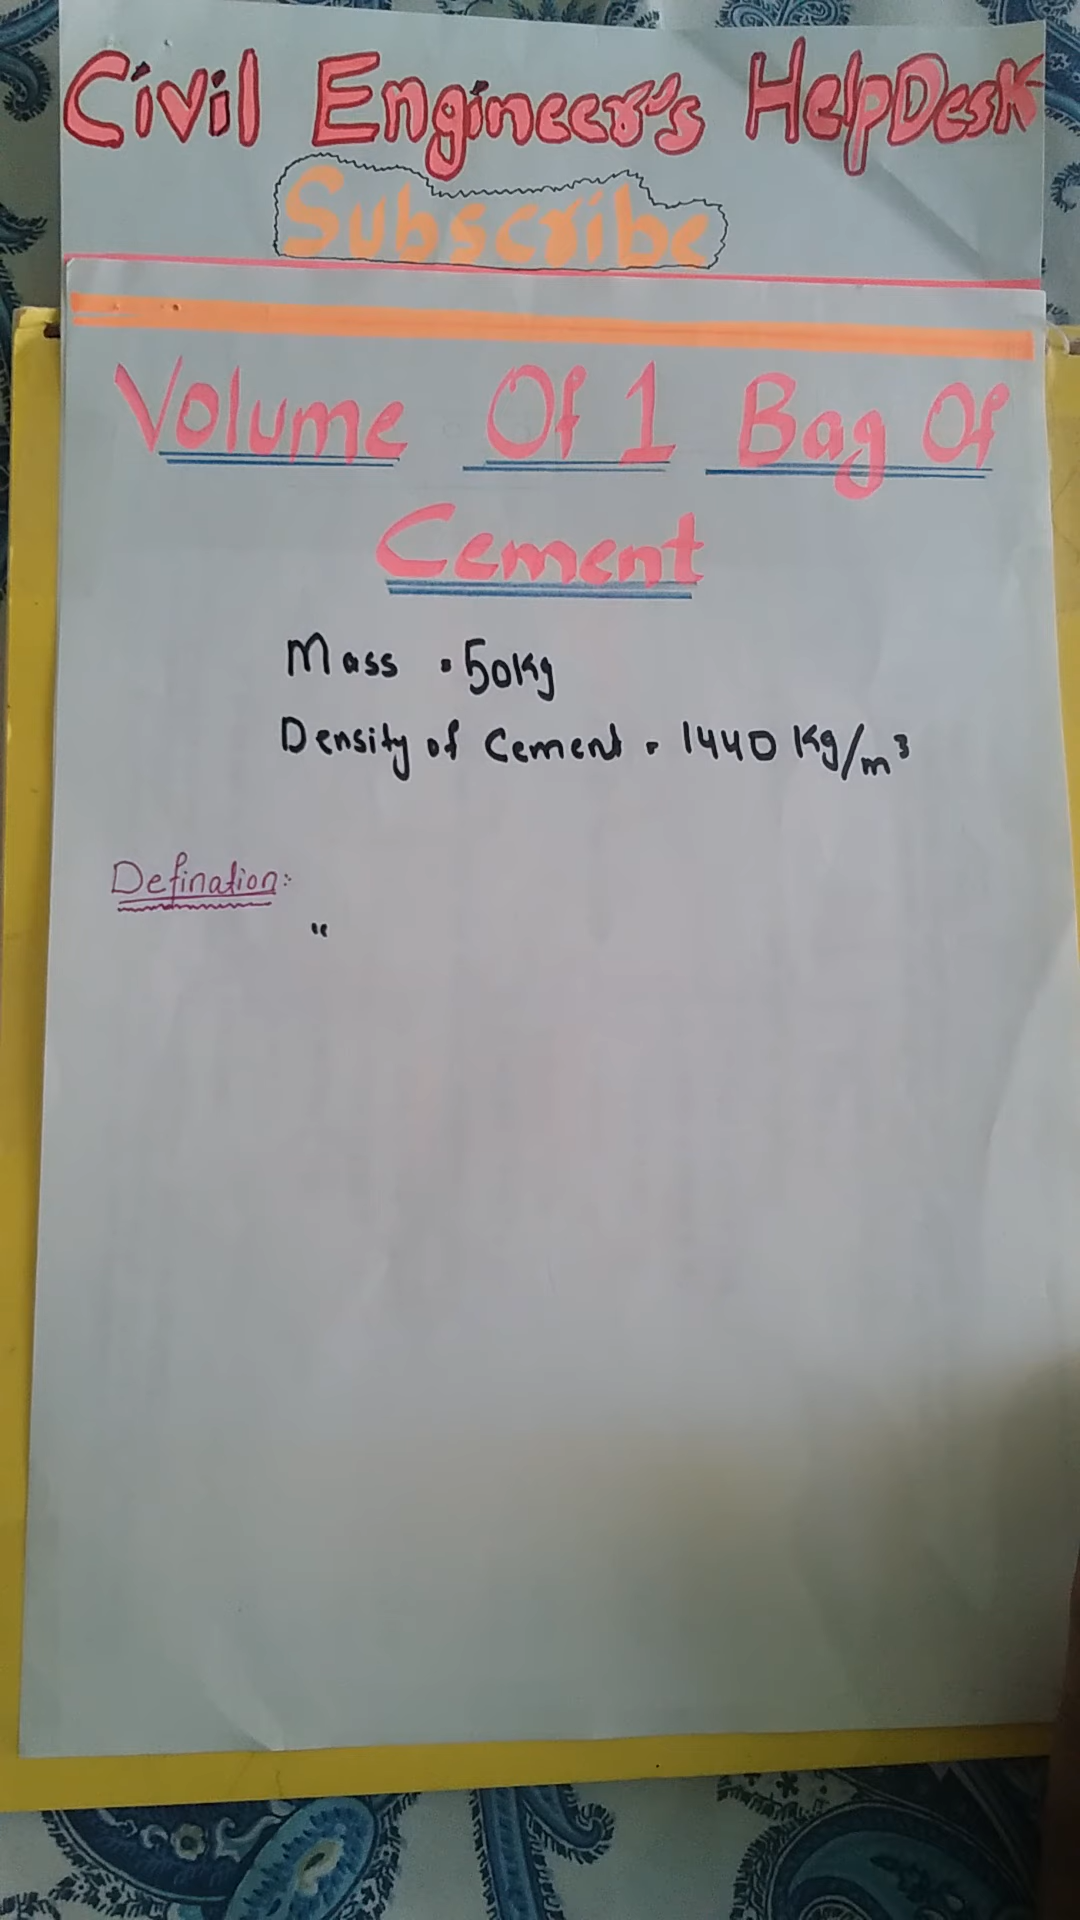 Civil Engineer's HelpDesk
Subscribe
Volume Of 1 Bag Of
Cement
Mass = 50Kg
Density of Cement = 1440 Kg/m³
Defination:
"